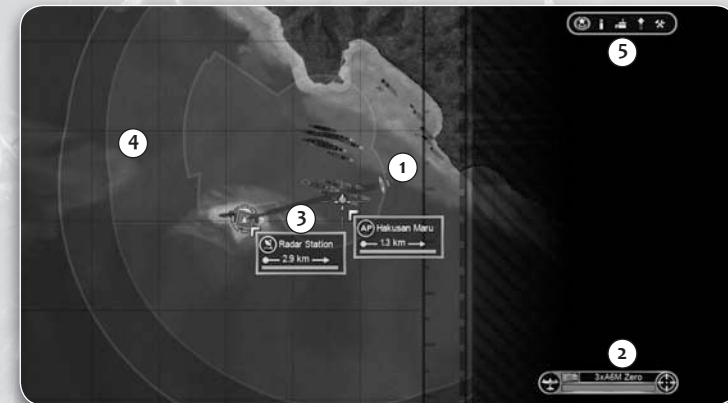 5
4
1
3
AP Hakusan Maru
1.3 km
Radar Station
2.9 km
2
3xA6M Zero